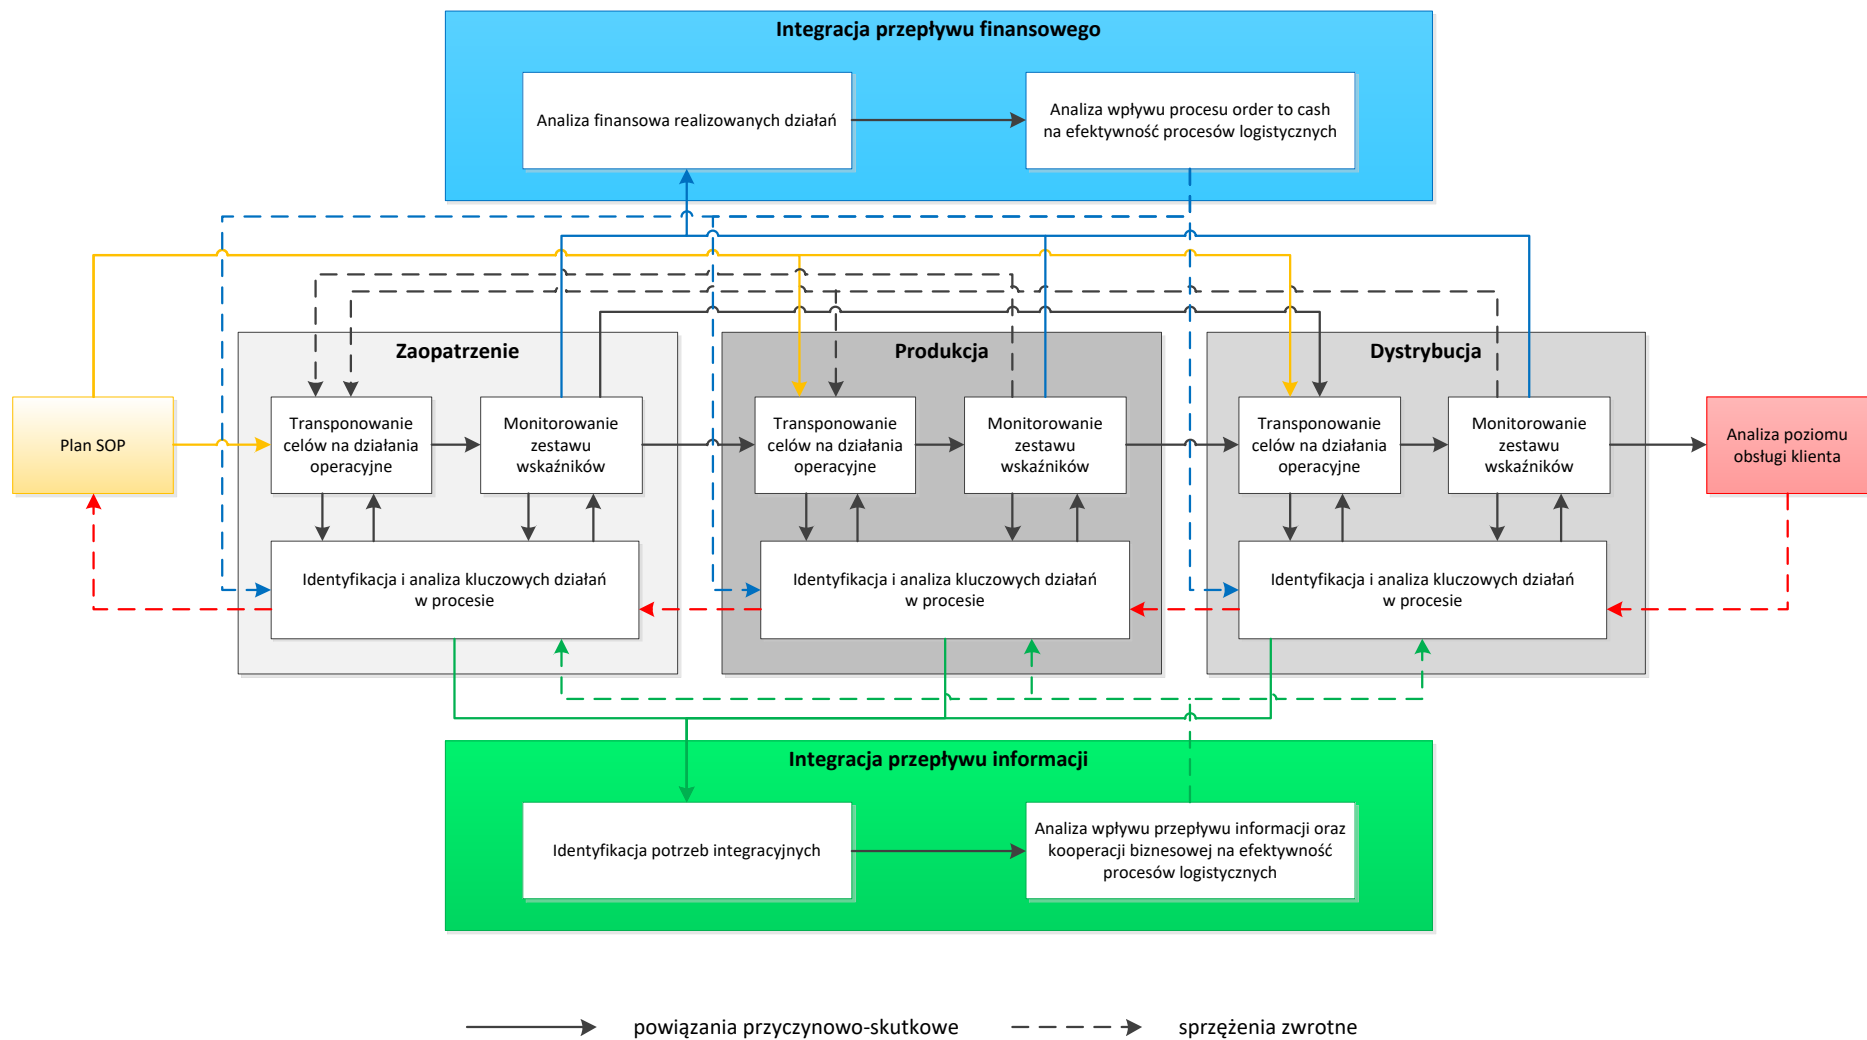 Integracja przepływu finansowego
Analiza finansowa realizowanych działań
Analiza wpływu procesu order to cash
na efektywność procesów logistycznych
Zaopatrzenie
Produkcja
Dystrybucja
Plan SOP
Transponowanie
celów na działania
operacyjne
Monitorowanie
zestawu
wskaźników
Transponowanie
celów na działania
operacyjne
Monitorowanie
zestawu
wskaźników
Transponowanie
celów na działania
operacyjne
Monitorowanie
zestawu
wskaźników
Analiza poziomu
obsługi klienta
Identyfikacja i analiza kluczowych działań
w procesie
Identyfikacja i analiza kluczowych działań
w procesie
Identyfikacja i analiza kluczowych działań
w procesie
Integracja przepływu informacji
Identyfikacja potrzeb integracyjnych
Analiza wpływu przepływu informacji oraz
kooperacji biznesowej na efektywność
procesów logistycznych
powiązania przyczynowo-skutkowe
sprzężenia zwrotne